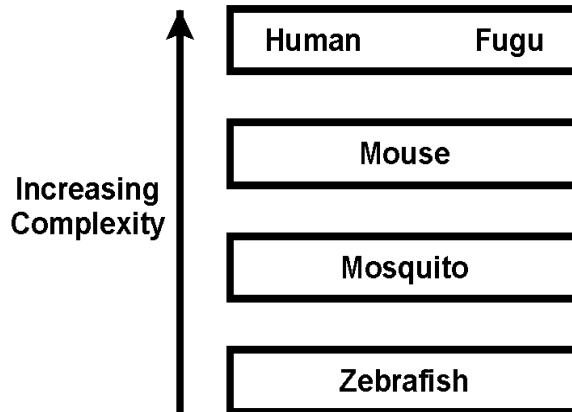 Human Fugu
Mouse
Increasing
Complexity
Mosquito
Zebrafish